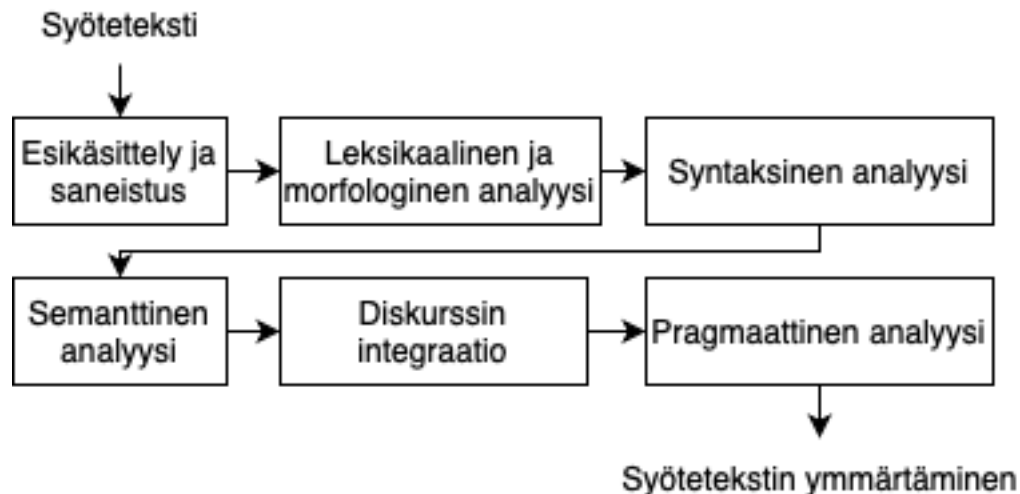 Syöteteksti
Esikäsittely ja
saneistus
Leksikaalinen ja
morfologinen analyysi
Syntaksinen analyysi
Semanttinen
analyysi
Diskurssin
integraatio
Pragmaattinen analyysi
Syötetekstin ymmärtäminen